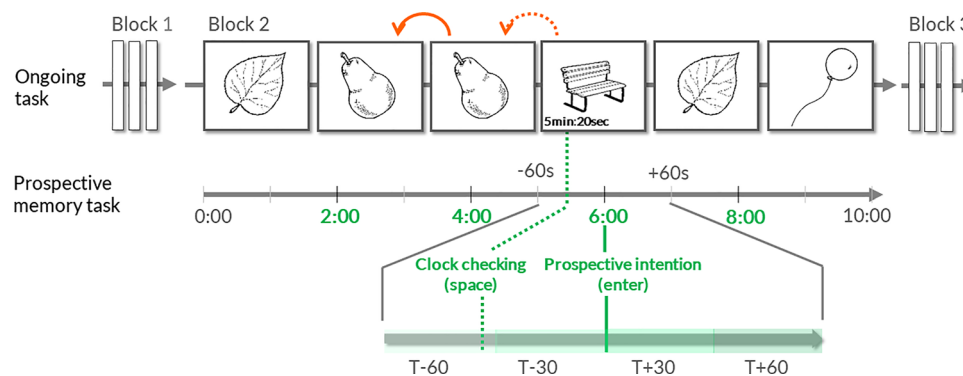 Block 1
Block 2
Block 3
Ongoing
task
5min:20sec
-60s
+60s
Prospective
memory task
0:00
2:00
4:00
6:00
8:00
10:00
Clock checking
(space)
Prospective intention
(enter)
T-60
T-30
T+30
T+60